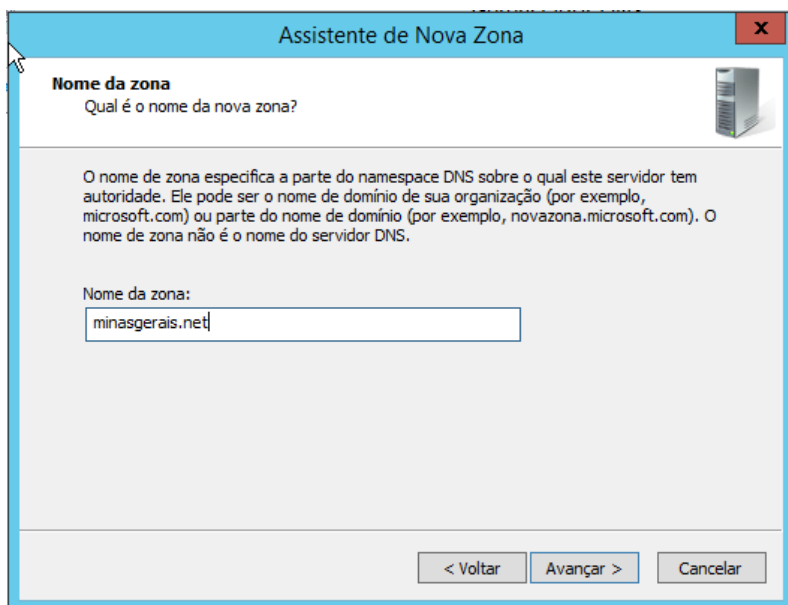 Assistente de Nova Zona
x
Nome da zona
Qual é o nome da nova zona?
O nome de zona especifica a parte do namespace DNS sobre o qual este servidor tem
autoridade. Ele pode ser o nome de domínio de sua organização (por exemplo,
microsoft.com) ou parte do nome de domínio (por exemplo, novazona.microsoft.com). O
nome de zona não é o nome do servidor DNS.
Nome da zona:
minasgerais.net
< Voltar Avançar > Cancelar